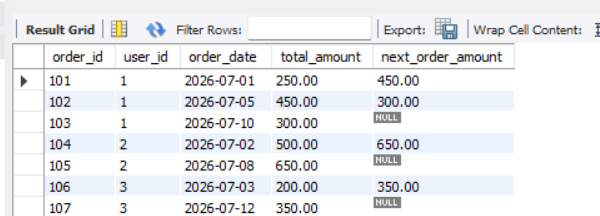 Result Grid Filter Rows: Export: Wrap Cell Content:
order_id user_id order_date total_amount next_order_amount
101 1 2026-07-01 250.00 450.00
102 1 2026-07-05 450.00 300.00
103 1 2026-07-10 300.00 NULL
104 2 2026-07-02 500.00 650.00
105 2 2026-07-08 650.00 NULL
106 3 2026-07-03 200.00 350.00
107 3 2026-07-12 350.00 NULL